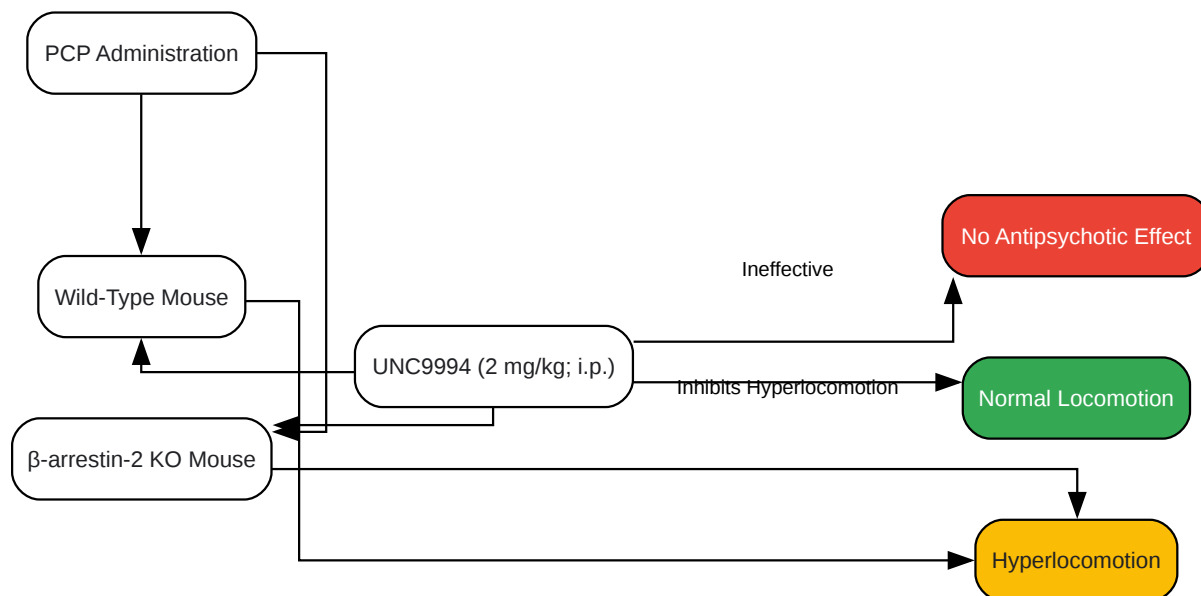 PCP Administration
No Antipsychotic Effect
Ineffective
Wild-Type Mouse
UNC9994 (2 mg/kg; i.p.)
Inhibits Hyperlocomotion
Normal Locomotion
β-arrestin-2 KO Mouse
Hyperlocomotion